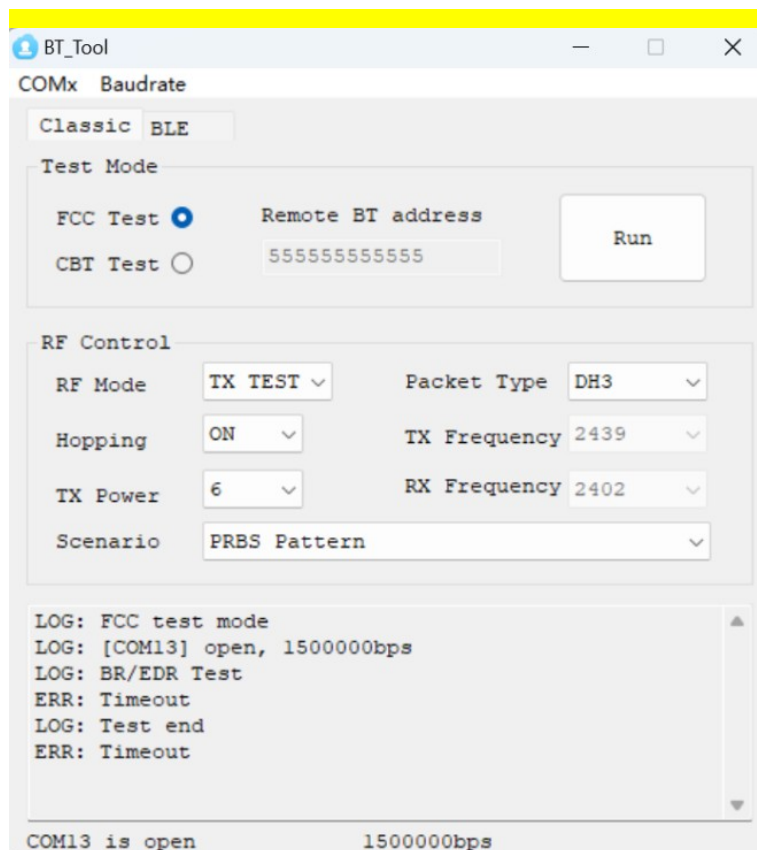 BT_Tool
COMx Baudrate
Classic BLE
Test Mode
FCC Test Remote BT address
Run
CBT Test 555555555555
RF Control
RF Mode TX TEST Packet Type DH3
Hopping ON TX Frequency 2439
TX Power 6 RX Frequency 2402
Scenario PRBS Pattern
LOG: FCC test mode
LOG: [COM13] open, 1500000bps
LOG: BR/EDR Test
ERR: Timeout
LOG: Test end
ERR: Timeout
COM13 is open 1500000bps